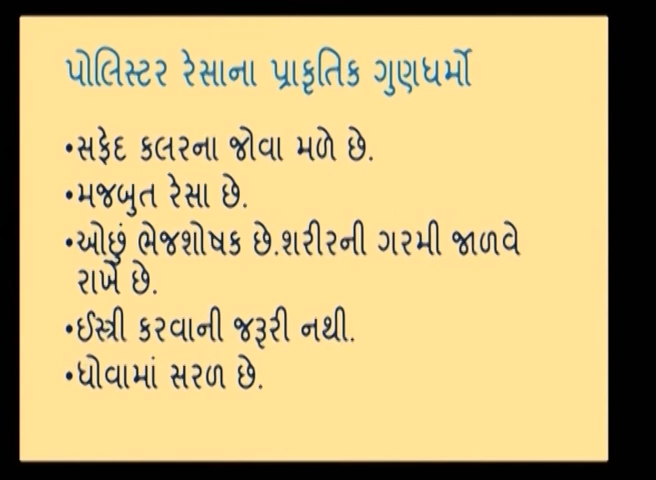 પોલિસ્ટર રેસાના પ્રાકૃતિક ગુણધર્મો
•સફેદ કલરના જોવા મળે છે.
•મજબુત રેસા છે.
•ઓછું ભેજશોષક છે.શરીરની ગરમી જાળવે
રાખે છે.
•ઈસ્ત્રી કરવાની જરૂરી નથી.
•ધોવામાં સરળ છે.